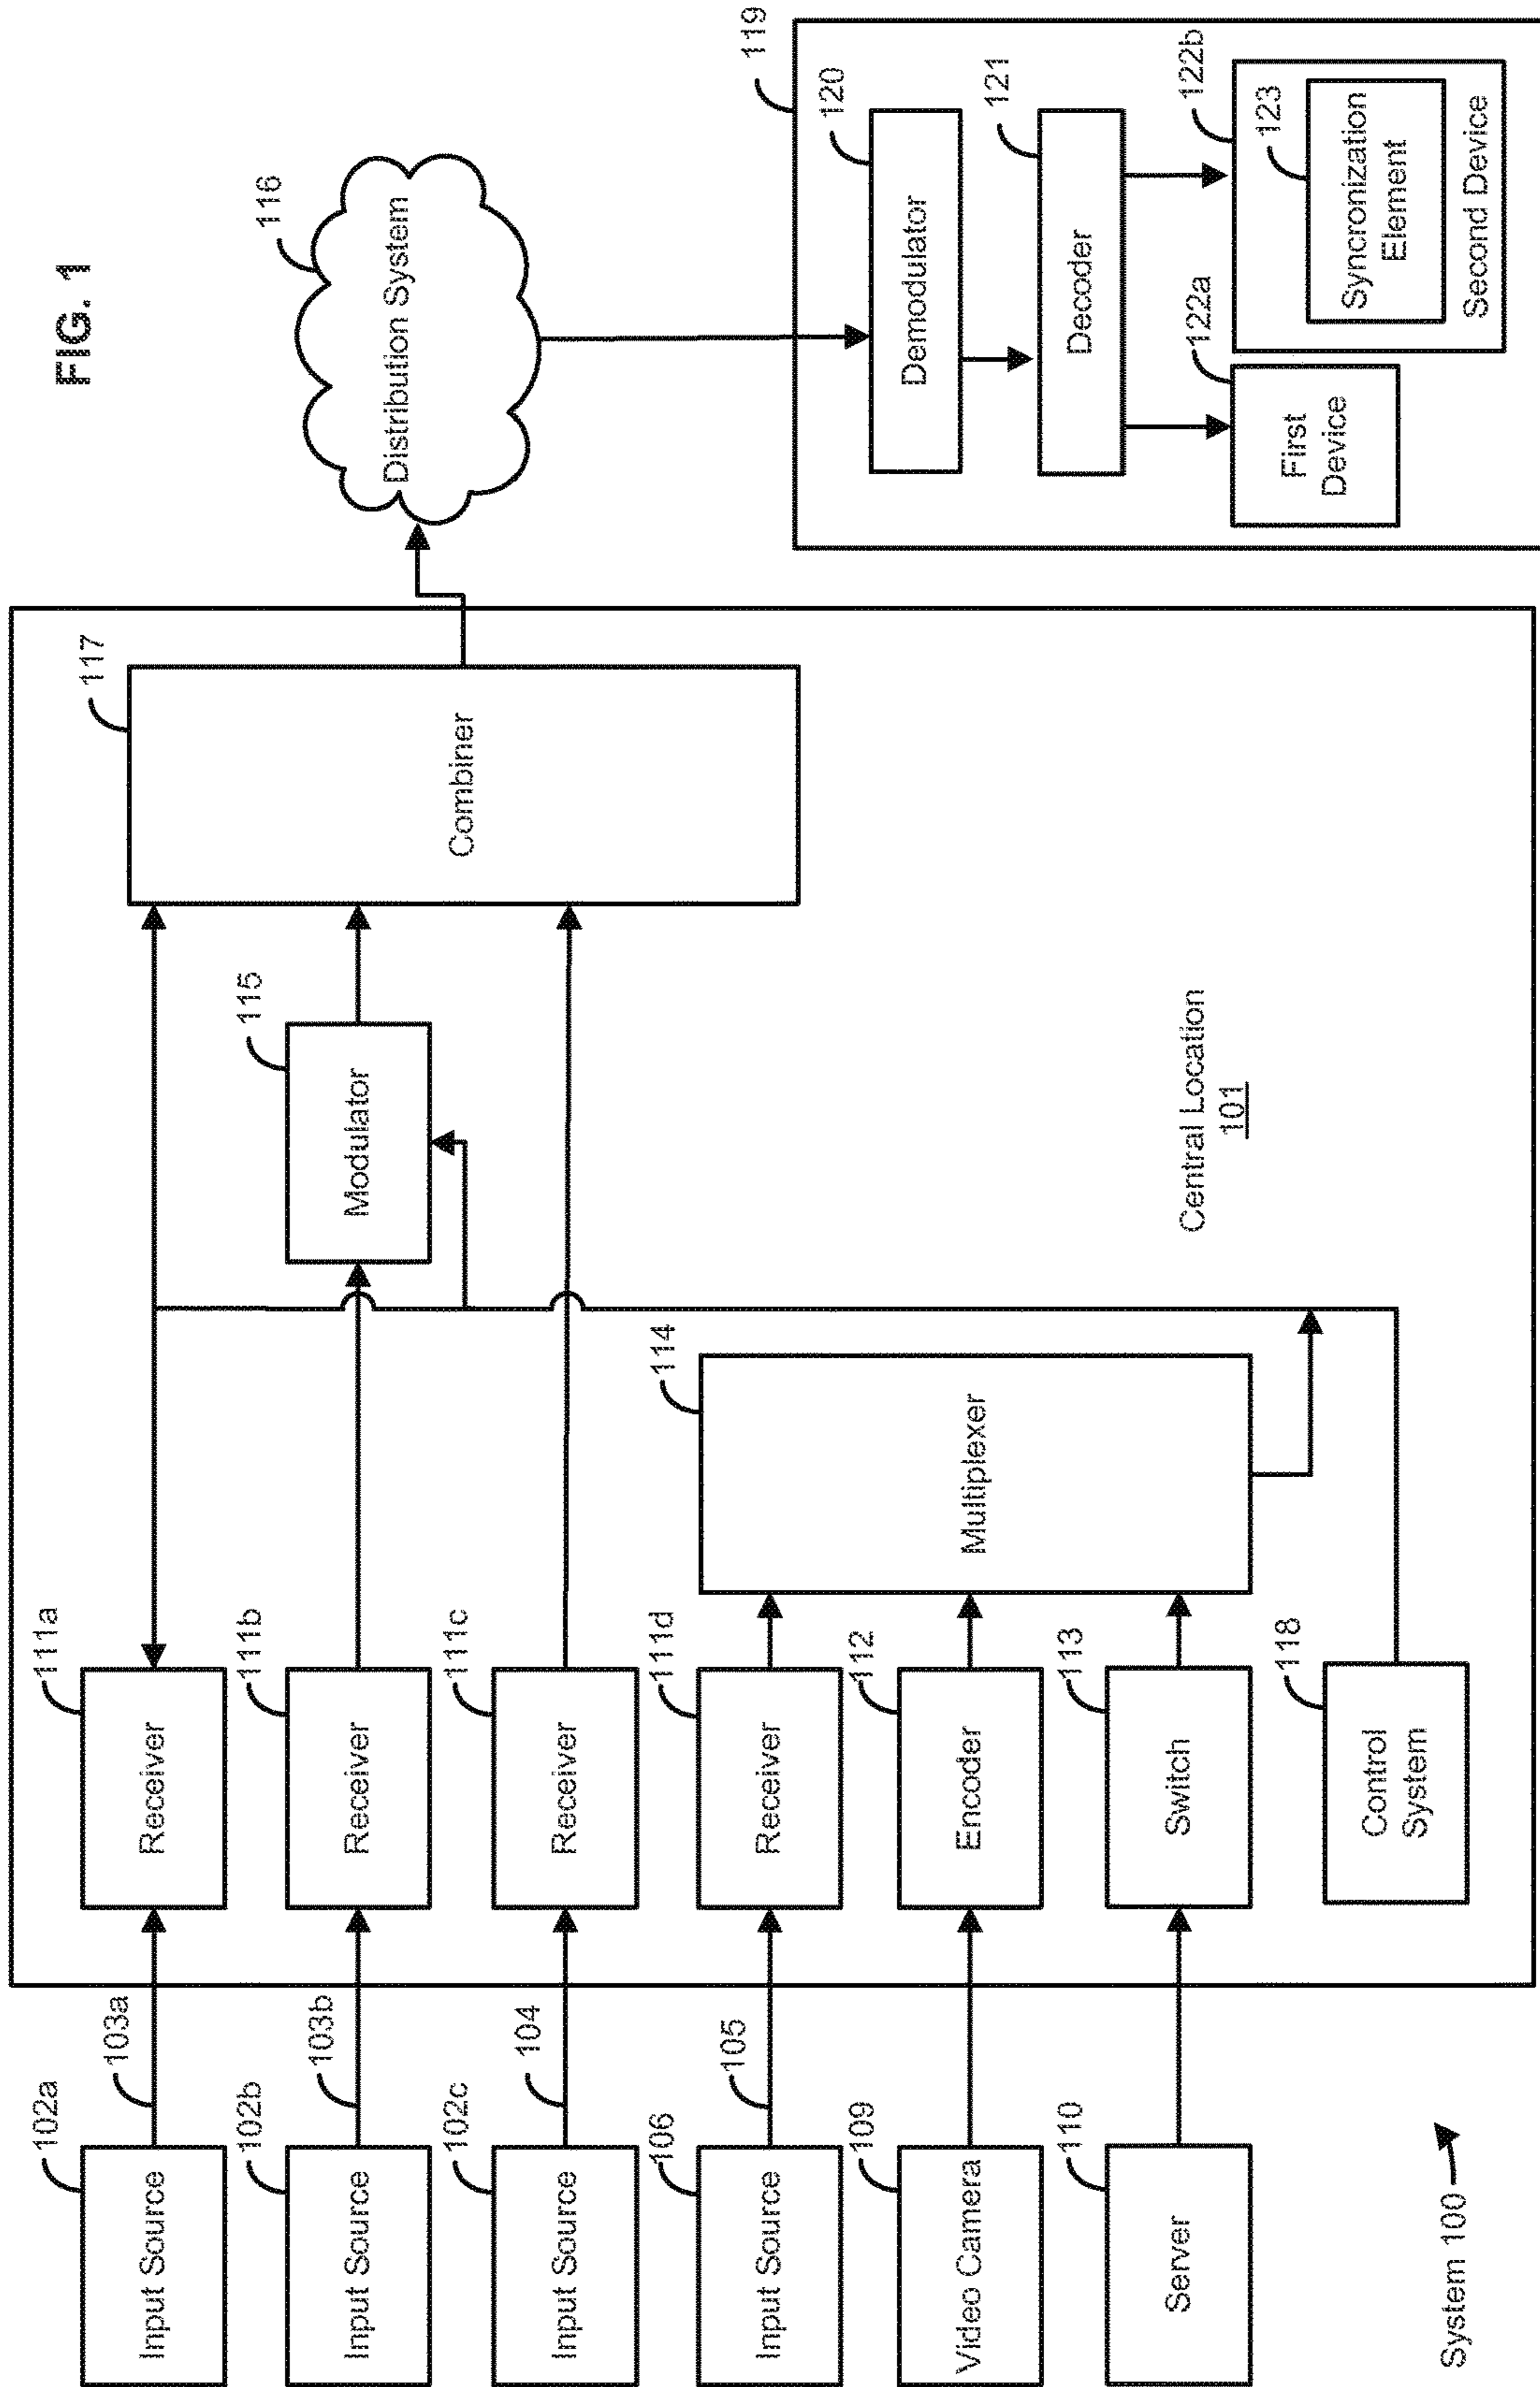 FIG. 1
102a
Input Source
103a
111a
Receiver
102b
Input Source
103b
111b
Receiver
115
Modulator
102c
Input Source
104
111c
Receiver
117
Combiner
106
Input Source
105
111d
Receiver
114
Multiplexer
109
Video Camera
112
Encoder
110
Server
113
Switch
118
Control
System
Central Location
101
System 100
116
Distribution System
119
120
Demodulator
121
Decoder
122a
First
Device
122b
123
Syncronization
Element
Second Device